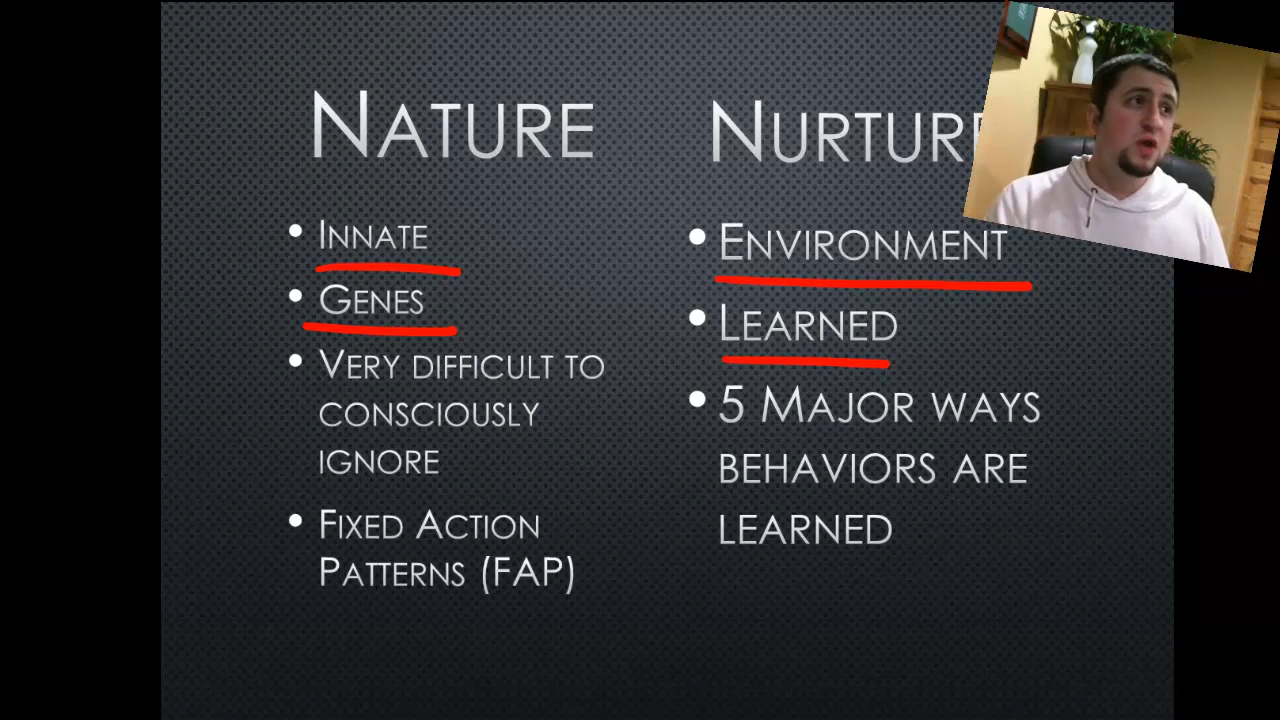 NATURE
• INNATE
• GENES
• VERY DIFFICULT TO
CONSCIOUSLY
IGNORE
• FIXED ACTION
PATTERNS (FAP)
NURTURE
• ENVIRONMENT
• LEARNED
• 5 MAJOR WAYS
BEHAVIORS ARE
LEARNED